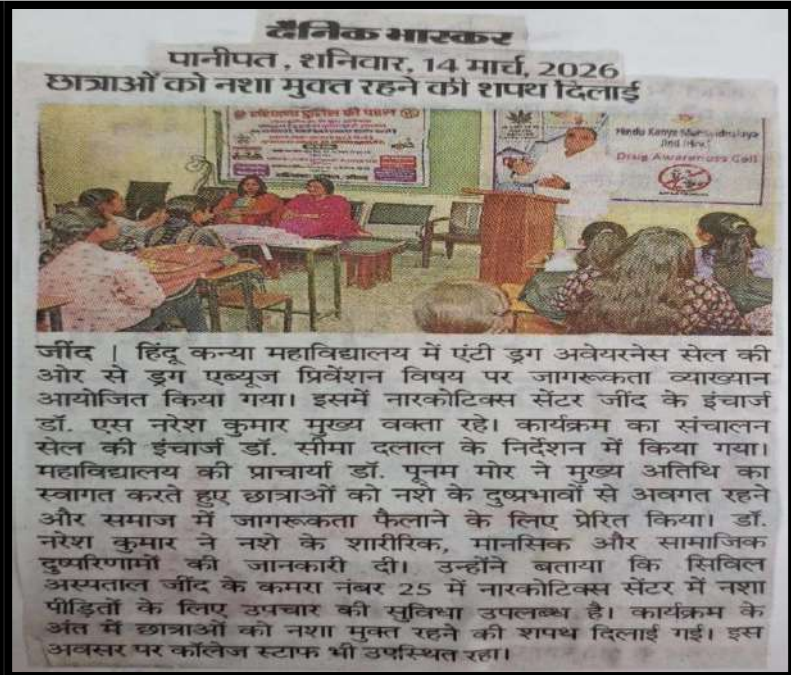 दैनिक भास्कर
पानीपत, शनिवार, 14 मार्च, 2026
छात्राओं को नशा मुक्त रहने की शपथ दिलाई
हरियाणा पुलिस की पहल
Hindu Kanya Mahavidyalaya
Jind (Hry.)
Drug Awareness Cell
जींद | हिंदू कन्या महाविद्यालय में एंटी ड्रग अवेयरनेस सेल की
ओर से ड्रग एब्यूज प्रिवेंशन विषय पर जागरूकता व्याख्यान
आयोजित किया गया। इसमें नारकोटिक्स सेंटर जींद के इंचार्ज
डॉ. एस नरेश कुमार मुख्य वक्ता रहे। कार्यक्रम का संचालन
सेल की इंचार्ज डॉ. सीमा दलाल के निर्देशन में किया गया।
महाविद्यालय की प्राचार्या डॉ. पूनम मोर ने मुख्य अतिथि का
स्वागत करते हुए छात्राओं को नशे के दुष्प्रभावों से अवगत रहने
और समाज में जागरूकता फैलाने के लिए प्रेरित किया। डॉ.
नरेश कुमार ने नशे के शारीरिक, मानसिक और सामाजिक
दुष्परिणामों की जानकारी दी। उन्होंने बताया कि सिविल
अस्पताल जींद के कमरा नंबर 25 में नारकोटिक्स सेंटर में नशा
पीड़ितों के लिए उपचार की सुविधा उपलब्ध है। कार्यक्रम के
अंत में छात्राओं को नशा मुक्त रहने की शपथ दिलाई गई। इस
अवसर पर कॉलेज स्टाफ भी उपस्थित रहा।